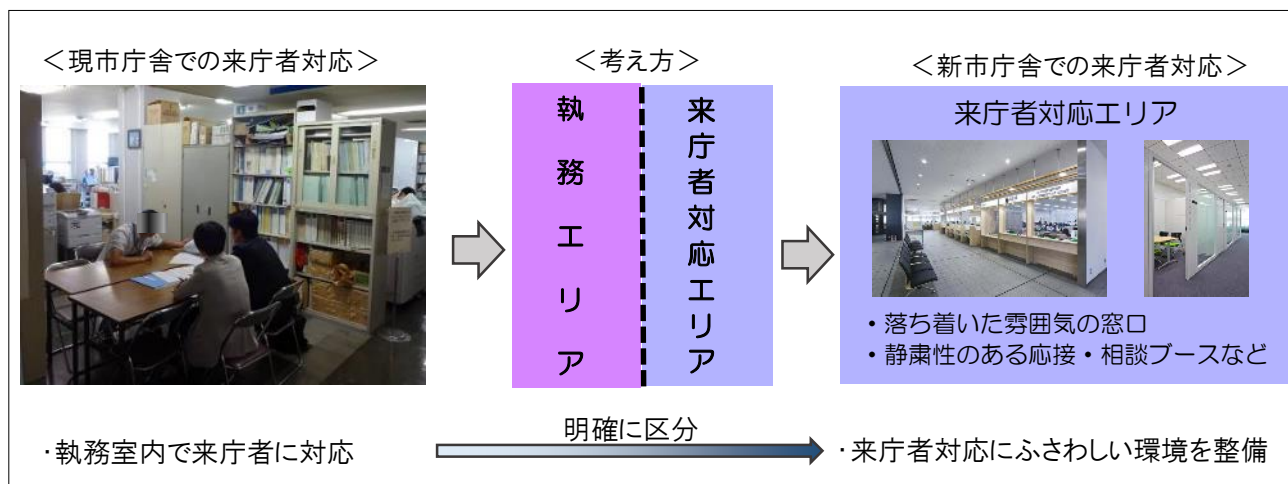 ＜現市庁舎での来庁者対応＞
＜考え方＞
＜新市庁舎での来庁者対応＞
執務エリア
来庁者対応エリア
来庁者対応エリア
・落ち着いた雰囲気の窓口
・静粛性のある応接・相談ブースなど
・執務室内で来庁者に対応
明確に区分
・来庁者対応にふさわしい環境を整備